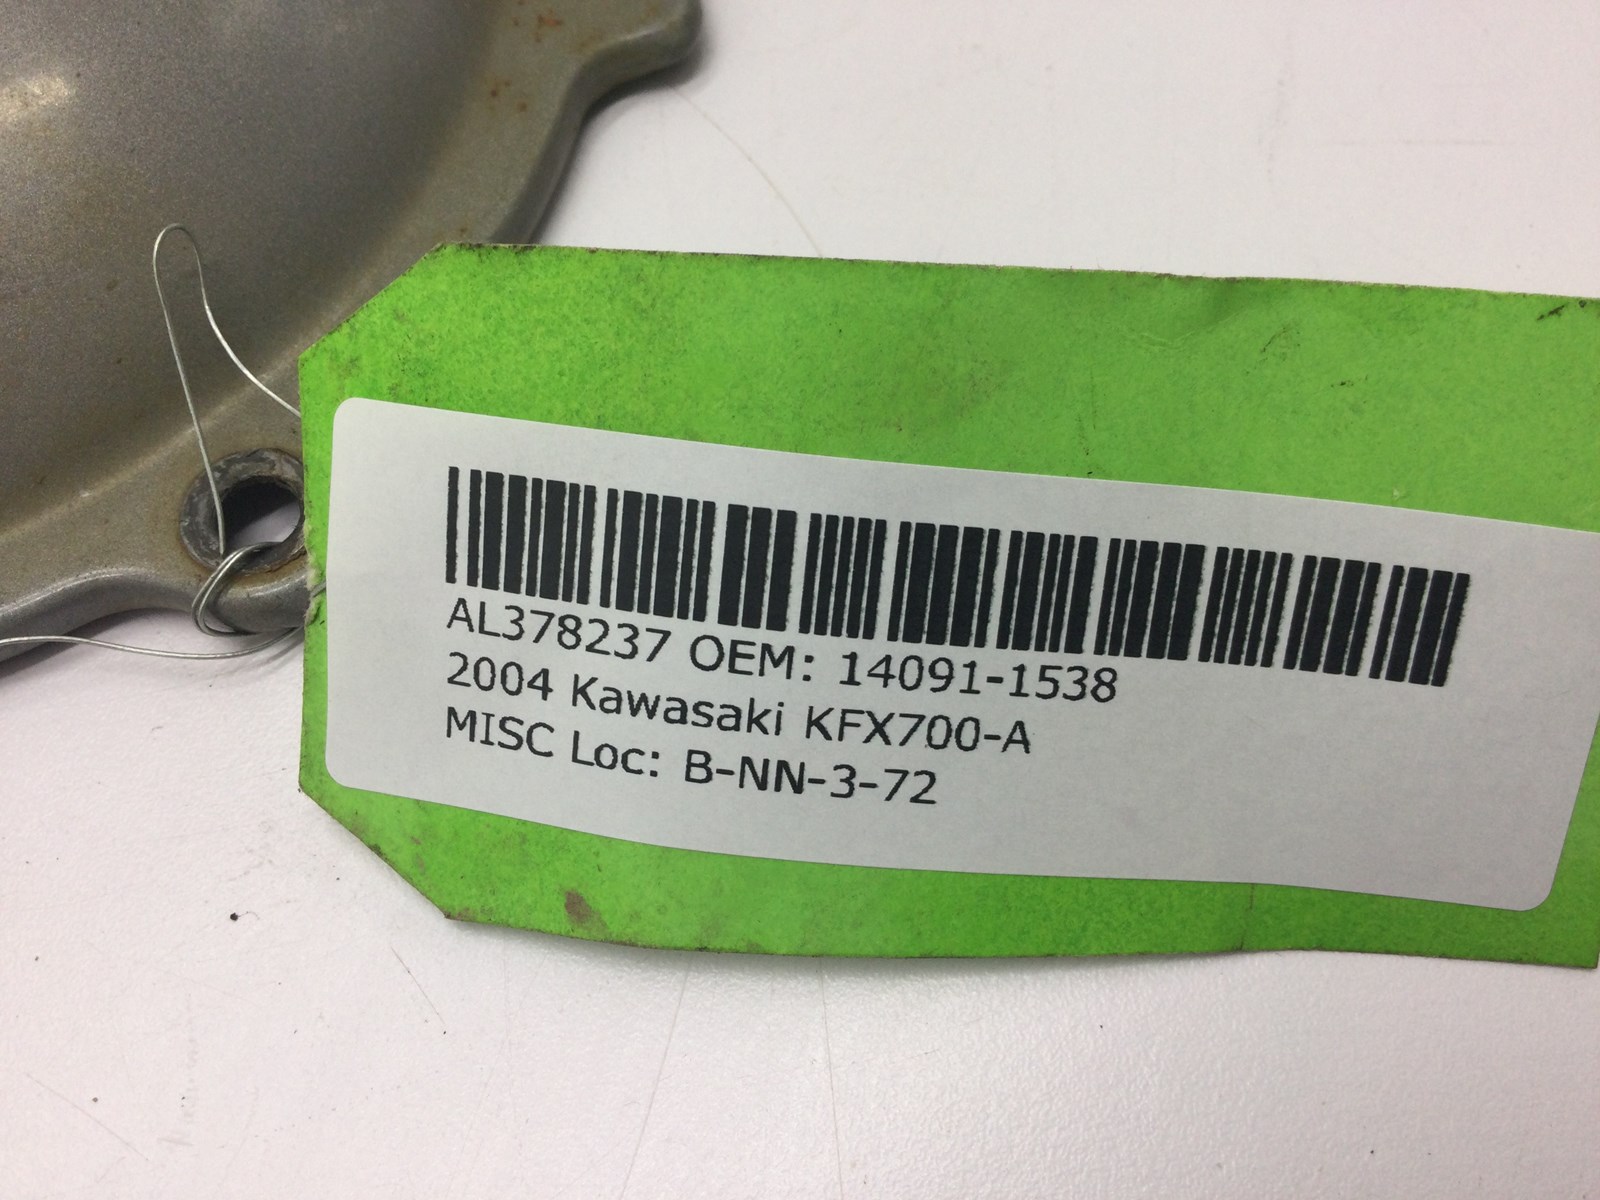 AL378237 OEM: 14091-1538
2004 Kawasaki KFX700-A
MISC Loc: B-NN-3-72